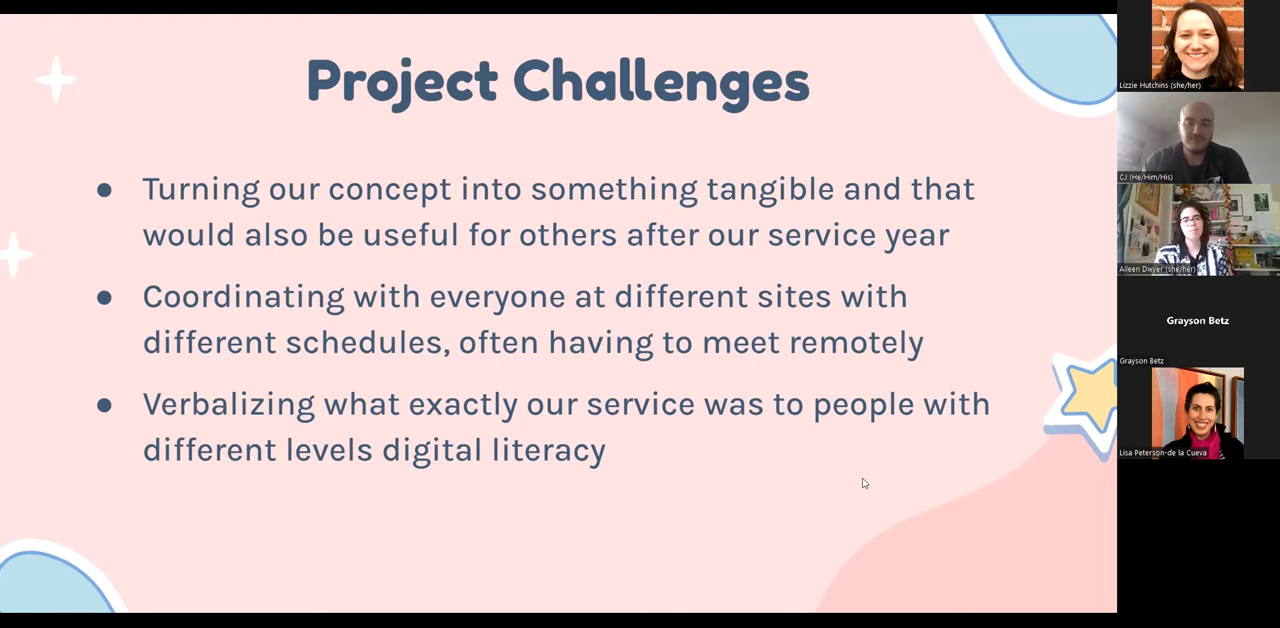 Project Challenges
● Turning our concept into something tangible and that
would also be useful for others after our service year
● Coordinating with everyone at different sites with
different schedules, often having to meet remotely
● Verbalizing what exactly our service was to people with
different levels digital literacy
Lizzie Hutchins (she/her)
CJ (He/Him/His)
Aileen Dwyer (she/her)
Grayson Betz
Grayson Betz
Lisa Peterson-de la Cueva